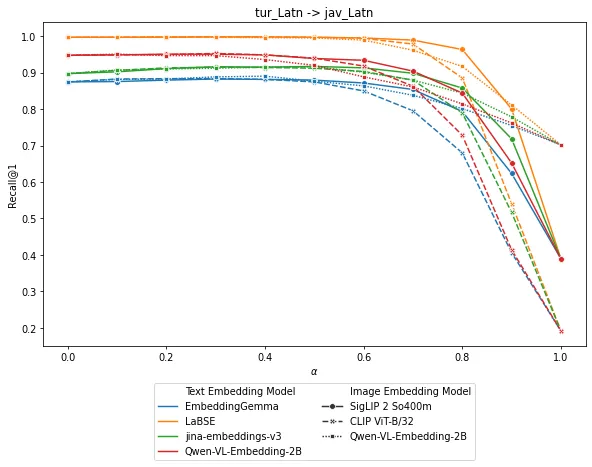 tur_Latn -> jav_Latn
Recall@1
1.0
0.9
0.8
0.7
0.6
0.5
0.4
0.3
0.2
0.0 0.2 0.4 0.6 0.8 1.0
α
Text Embedding Model Image Embedding Model
EmbeddingGemma SigLIP 2 So400m
LaBSE CLIP ViT-B/32
jina-embeddings-v3 Qwen-VL-Embedding-2B
Qwen-VL-Embedding-2B